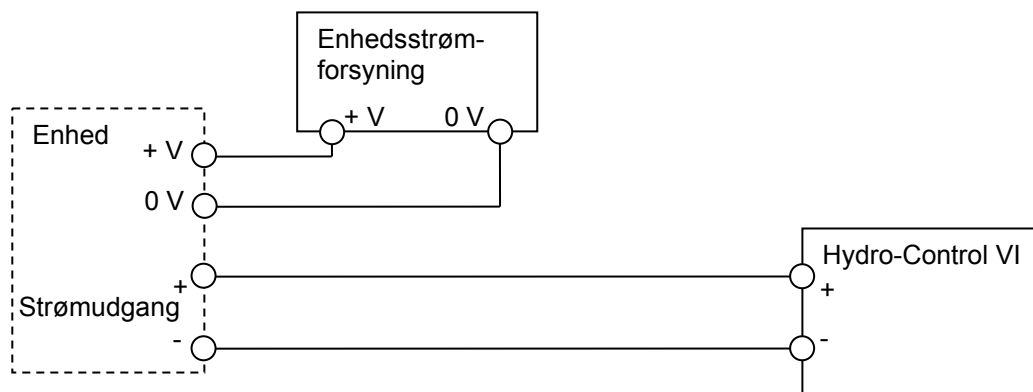 Enhedsstrøm-
forsyning
+ V 0 V
Enhed
+ V
0 V
Hydro-Control VI
+ +
Strømudgang
- -